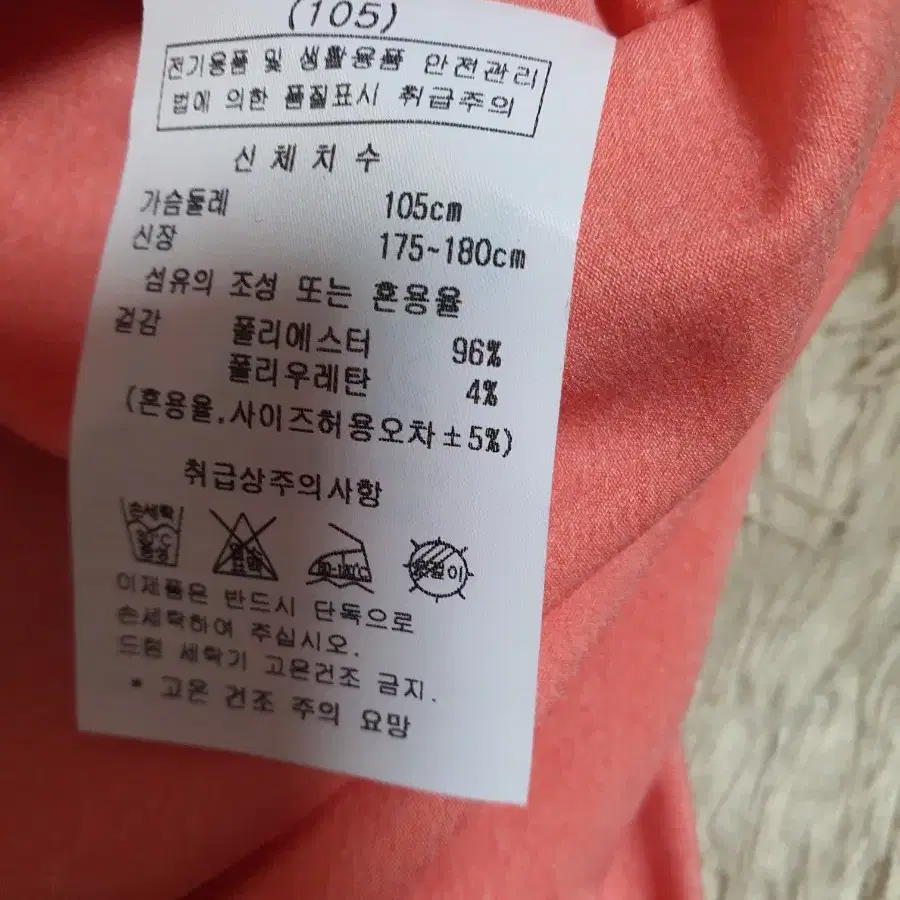 (105)
전기용품 및 생활용품 안전관리
법에 의한 품질표시 취급주의
신체치수
가슴둘레 105cm
신장 175~180cm
섬유의 조성 또는 혼용율
겉감 폴리에스터 96%
폴리우레탄 4%
(혼용율.사이즈허용오차±5%)
취급상주의사항
손세탁
이제품은 반드시 단독으로
손세탁하여 주십시오.
드럼 세탁기 고온건조 금지.
* 고온 건조 주의 요망